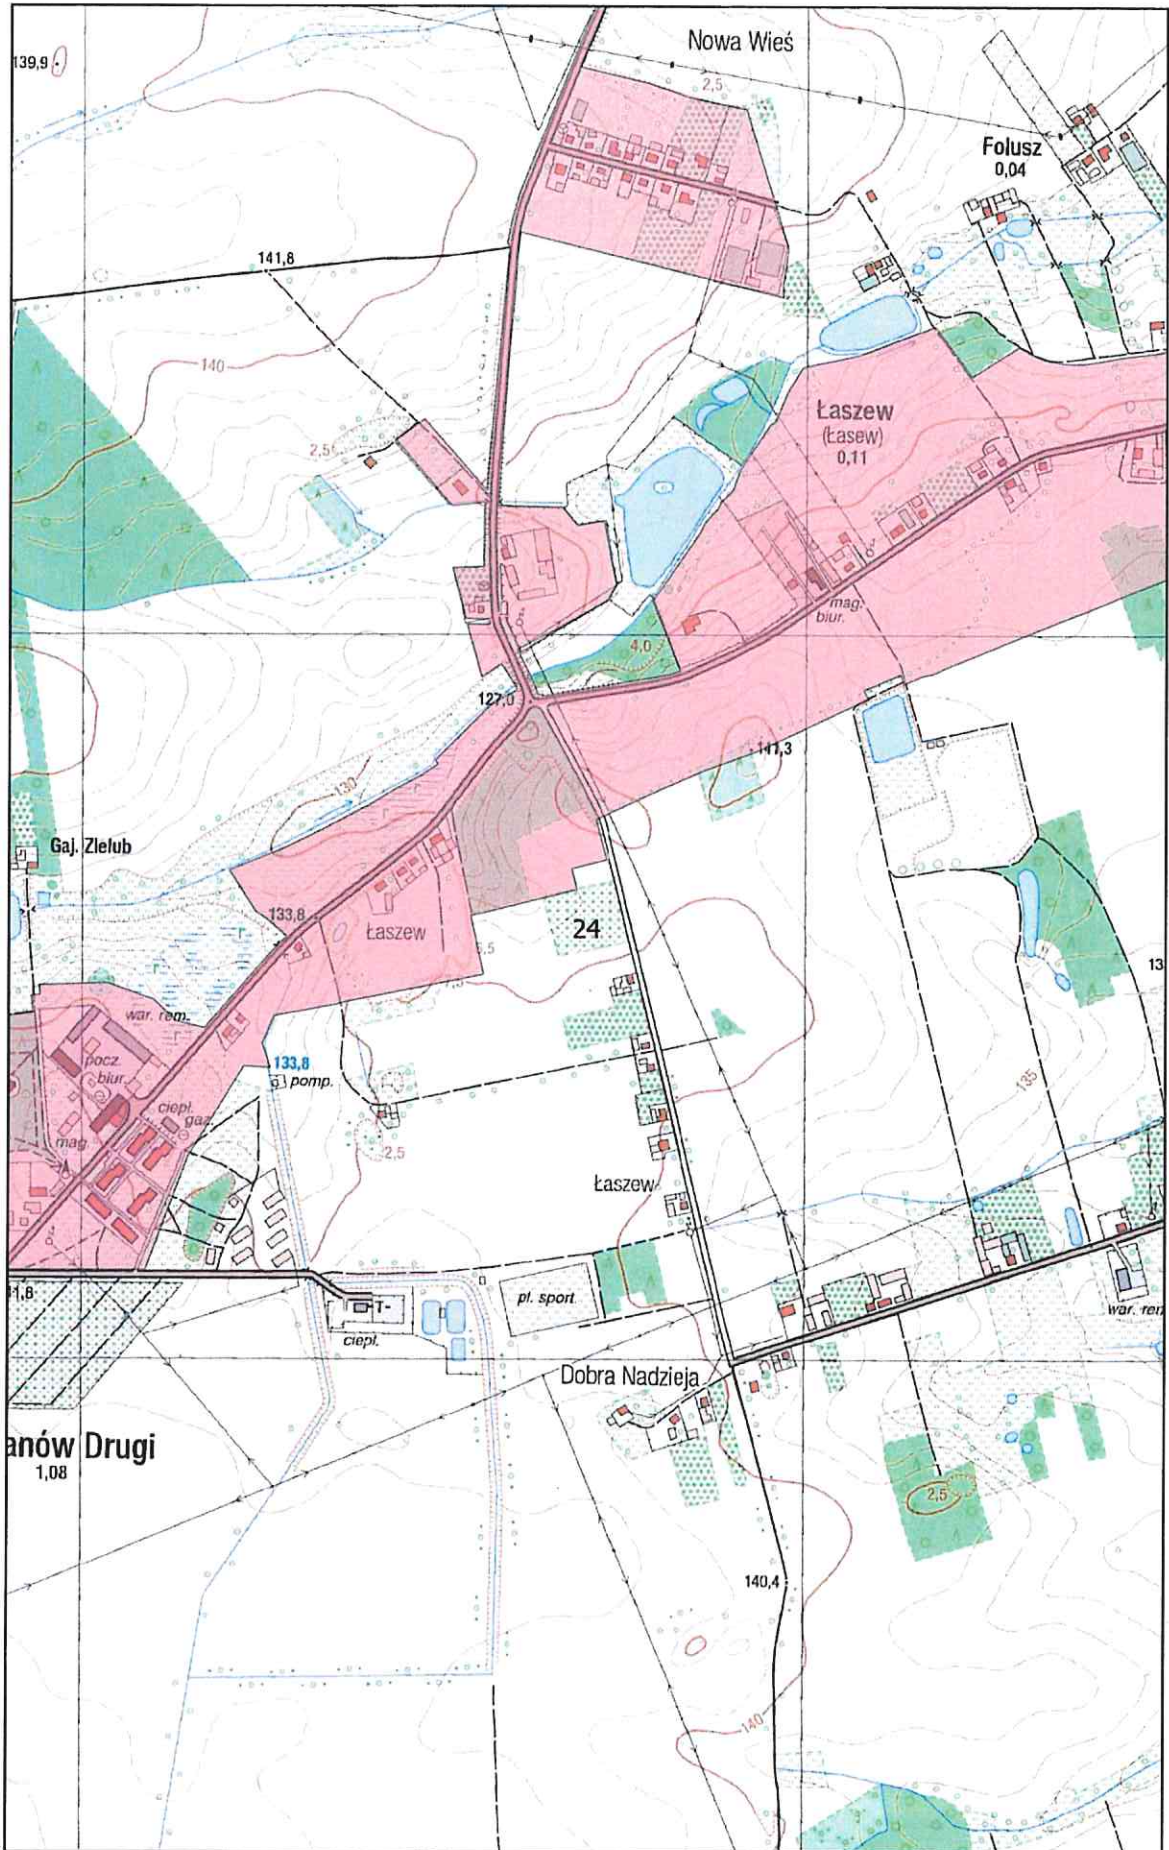 Nowa Wieś
139,9
2,5
Folusz
0,04
141,8
140
Łaszew
(Łasew)
0,11
2,5
mag.
biur.
4,0
127,0
141,3
130
Gaj. Zielub
133,8
Łaszew
24
war. rem.
pocz.
biur.
133,8
pomp.
ciepl.
gaz.
mag.
2,5
135
Łaszew
pl. sport.
T-
ciepl.
war. rem
Dobra Nadzieja
anów Drugi
1,08
2,5
140,4
140